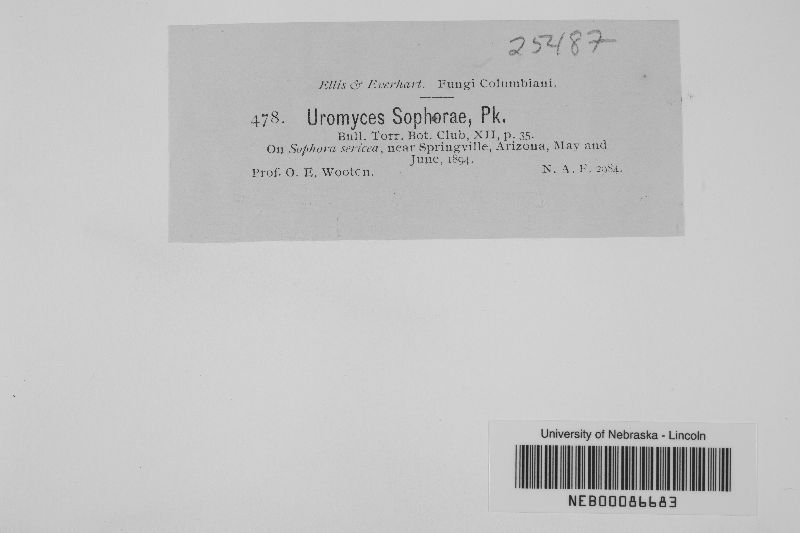 25487
Ellis & Everhart. Fungi Columbiani.
478. Uromyces Sophorae, Pk.
Bull. Torr. Bot. Club, XII, p. 35.
On Sophora sericea, near Springville, Arizona, May and
June, 1894.
Prof. O. E. Wooton. N. A. F. 2984.
University of Nebraska - Lincoln
NEB00086683